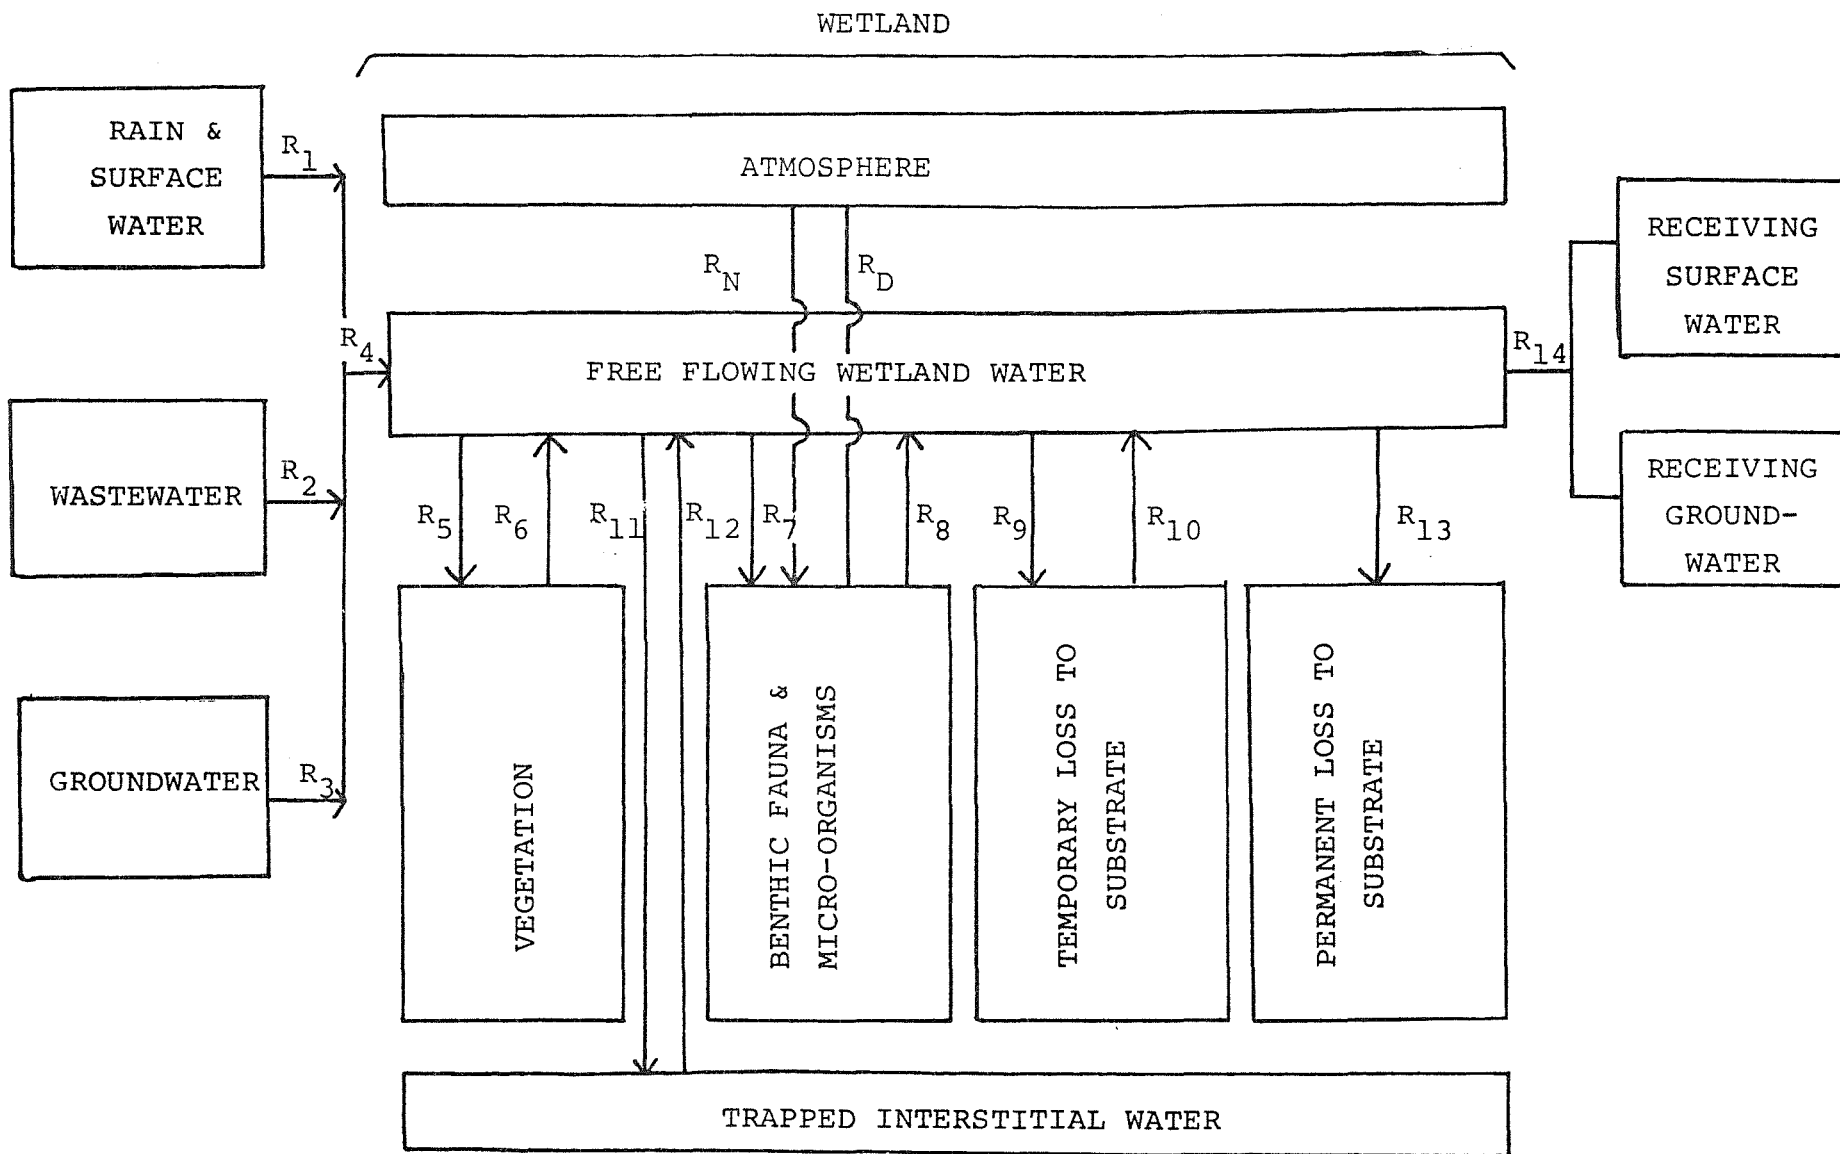 WETLAND
RAIN &
SURFACE
WATER
R1
ATMOSPHERE
RECEIVING
SURFACE
WATER
RN
RD
R4
FREE FLOWING WETLAND WATER
R14
WASTEWATER
R2
R5
R6
R11
R12
R7
R8
R9
R10
R13
RECEIVING
GROUND-
WATER
GROUNDWATER
R3
VEGETATION
BENTHIC FAUNA &
MICRO-ORGANISMS
TEMPORARY LOSS TO
SUBSTRATE
PERMANENT LOSS TO
SUBSTRATE
TRAPPED INTERSTITIAL WATER